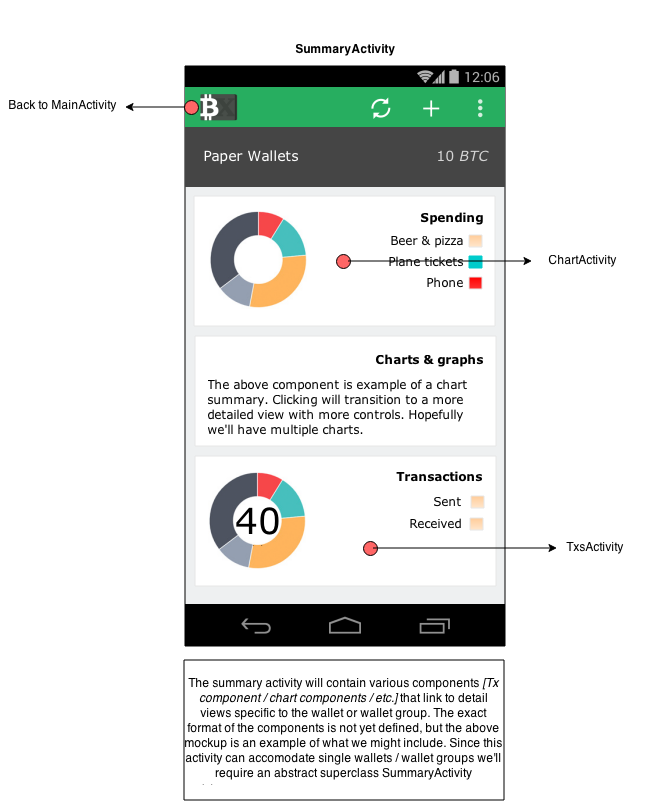 SummaryActivity
12:06
Back to MainActivity
B
Paper Wallets
10 BTC
Spending
Beer & pizza
Plane tickets
Phone
ChartActivity
Charts & graphs
The above component is example of a chart
summary. Clicking will transition to a more
detailed view with more controls. Hopefully
we'll have multiple charts.
Transactions
40
Sent
Received
TxsActivity
The summary activity will contain various components [Tx
component / chart components / etc.] that link to detail
views specific to the wallet or wallet group. The exact
format of the components is not yet defined, but the above
mockup is an example of what we might include. Since this
activity can accomodate single wallets / wallet groups we'll
require an abstract superclass SummaryActivity